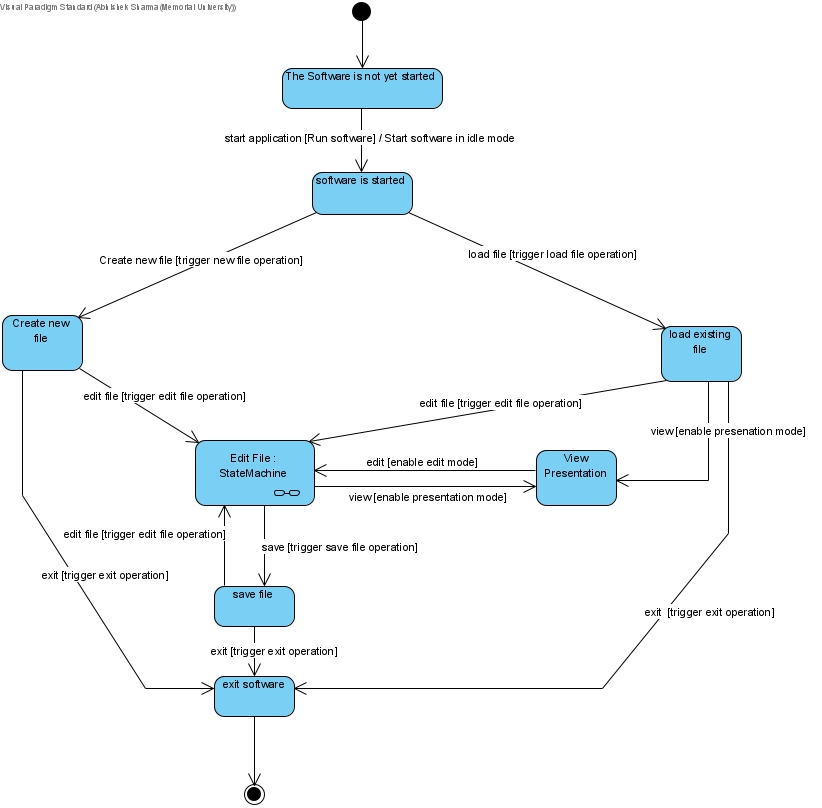 Visual Paradigm Standard (Abhishek Sharma (Memorial University))
The Software is not yet started
start application [Run software] / Start software in idle mode
software is started
Create new file [trigger new file operation]
load file [trigger load file operation]
Create new
file
load existing
file
edit file [trigger edit file operation]
edit file [trigger edit file operation]
view [enable presenation mode]
Edit File :
StateMachine
edit [enable edit mode]
View
Presentation
view [enable presentation mode]
edit file [trigger edit file operation]
save [trigger save file operation]
exit [trigger exit operation]
save file
exit  [trigger exit operation]
exit [trigger exit operation]
exit software